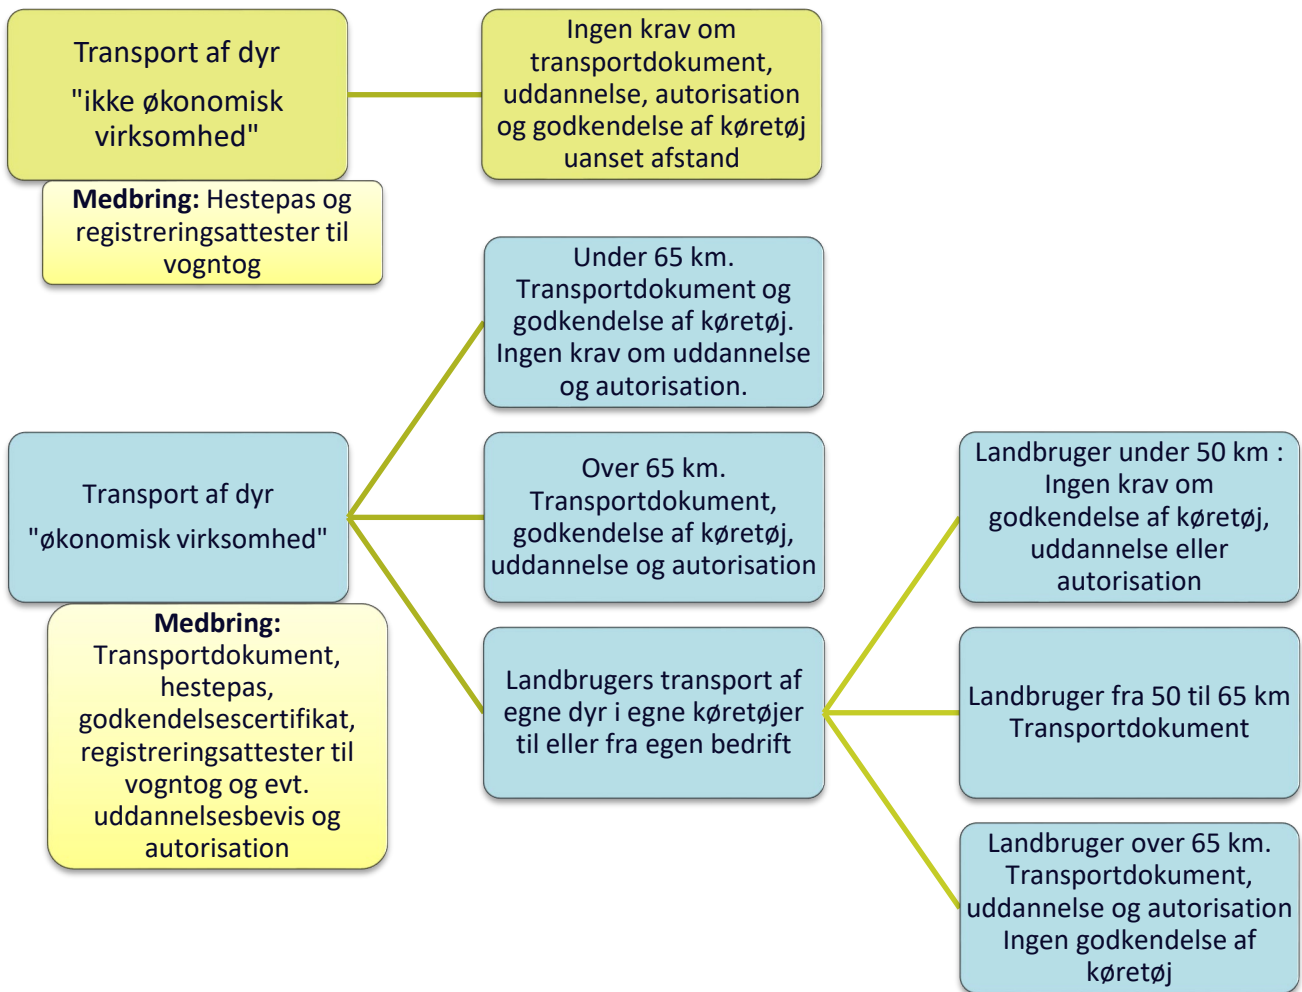 Transport af dyr
"ikke økonomisk
virksomhed"
Ingen krav om
transportdokument,
uddannelse, autorisation
og godkendelse af køretøj
uanset afstand
Medbring: Hestepas og
registreringsattester til
vogntog
Transport af dyr
"økonomisk virksomhed"
Medbring:
Transportdokument,
hestepas,
godkendelsescertifikat,
registreringsattester til
vogntog og evt.
uddannelsesbevis og
autorisation
Under 65 km.
Transportdokument og
godkendelse af køretøj.
Ingen krav om uddannelse
og autorisation.
Over 65 km.
Transportdokument,
godkendelse af køretøj,
uddannelse og autorisation
Landbrugers transport af
egne dyr i egne køretøjer
til eller fra egen bedrift
Landbruger under 50 km :
Ingen krav om
godkendelse af køretøj,
uddannelse eller
autorisation
Landbruger fra 50 til 65 km
Transportdokument
Landbruger over 65 km.
Transportdokument,
uddannelse og autorisation
Ingen godkendelse af
køretøj